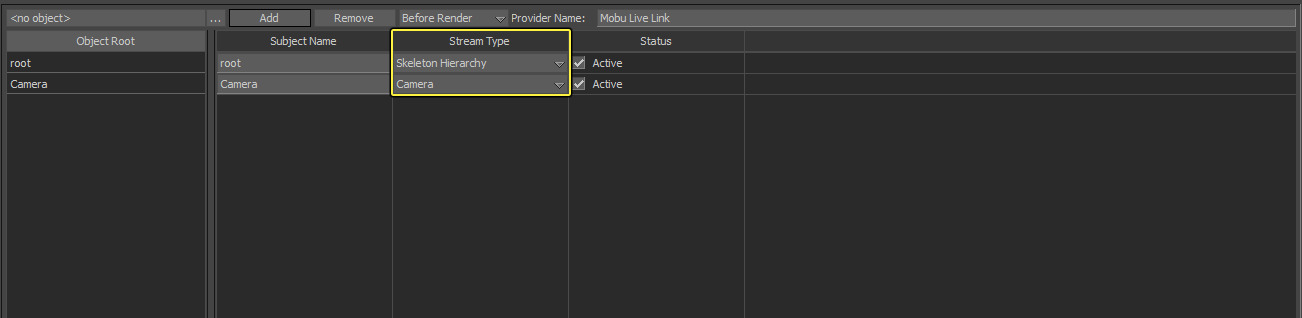 <no object> ... Add Remove Before Render Provider Name: Mobu Live Link
Object Root Subject Name Stream Type Status
root root Skeleton Hierarchy Active
Camera Camera Camera Active